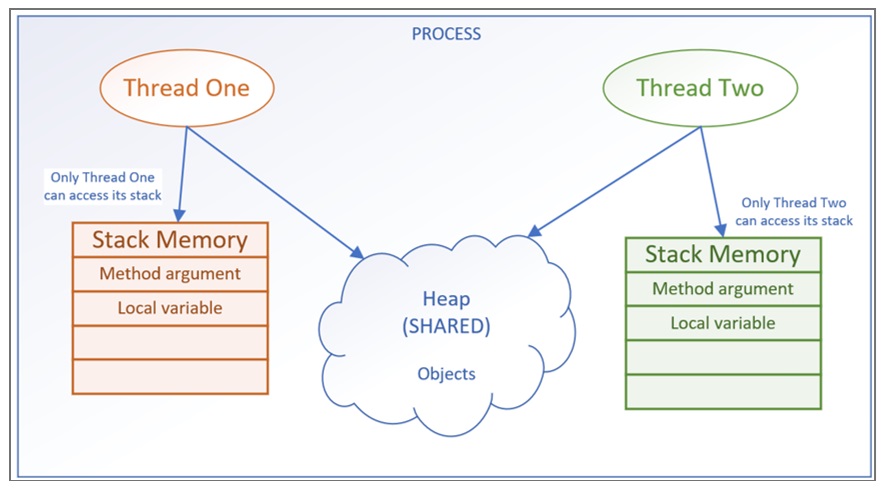 PROCESS
Thread One
Thread Two
Only Thread One
can access its stack
Only Thread Two
can access its stack
Stack Memory
Method argument
Local variable
Heap
(SHARED)
Objects
Stack Memory
Method argument
Local variable